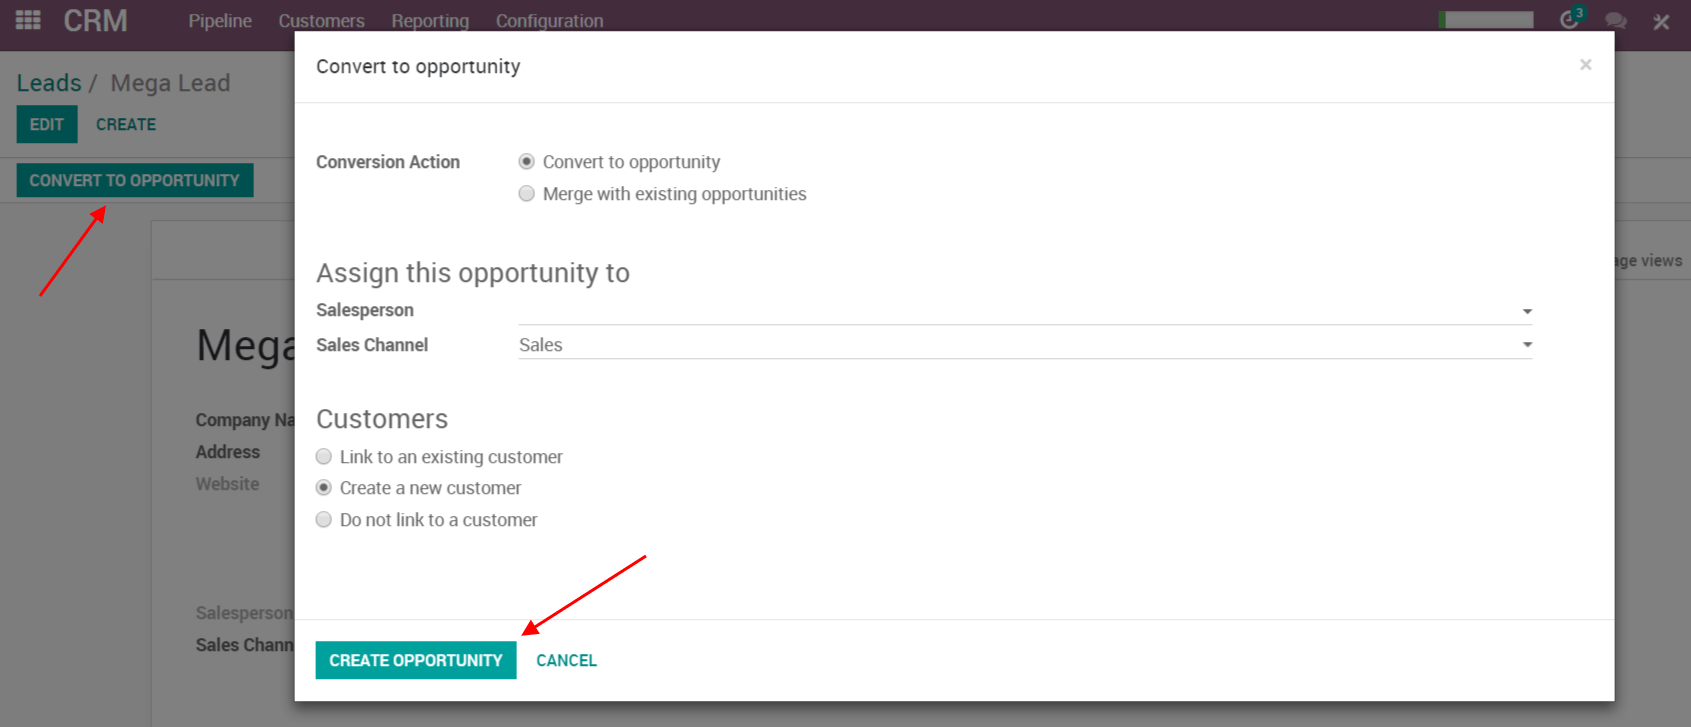 CRM Pipeline Customers Reporting Configuration 3
Leads / Mega Lead
EDIT CREATE
CONVERT TO OPPORTUNITY
Convert to opportunity ×
Conversion Action Convert to opportunity
Merge with existing opportunities
Assign this opportunity to
Salesperson
Sales Channel Sales
Customers
Link to an existing customer
Create a new customer
Do not link to a customer
CREATE OPPORTUNITY CANCEL
age views
Mega
Company Na
Address
Website
Salesperson
Sales Chann